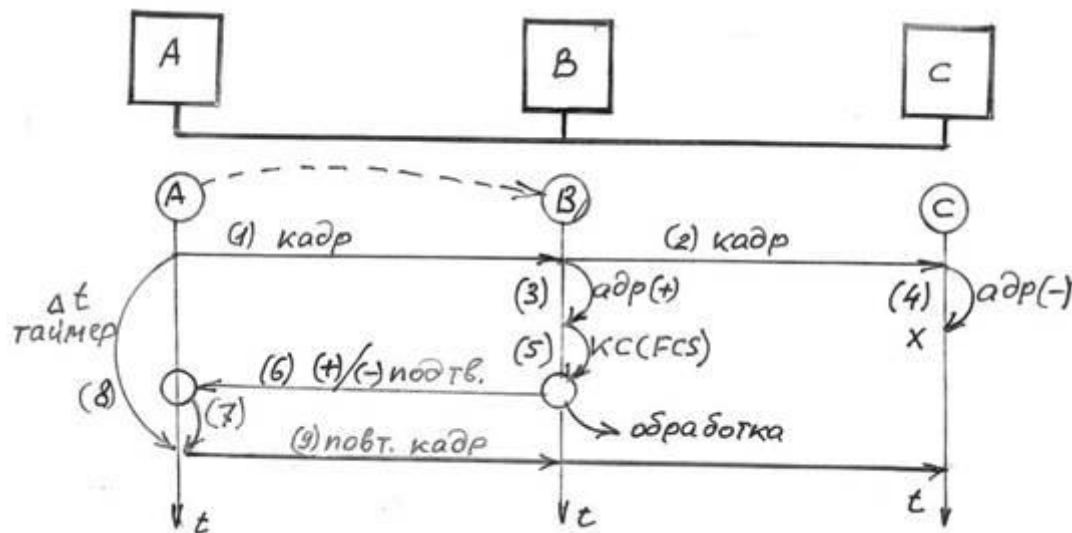 A B C
A B C
(1) кадр (2) кадр
Δt таймер
(3) адр(+) (4) адр(-)
X
(5) КС(FCS)
(6) (+)/(-) подтв.
(8) (7)
обработка
(9) повт. кадр
t t t